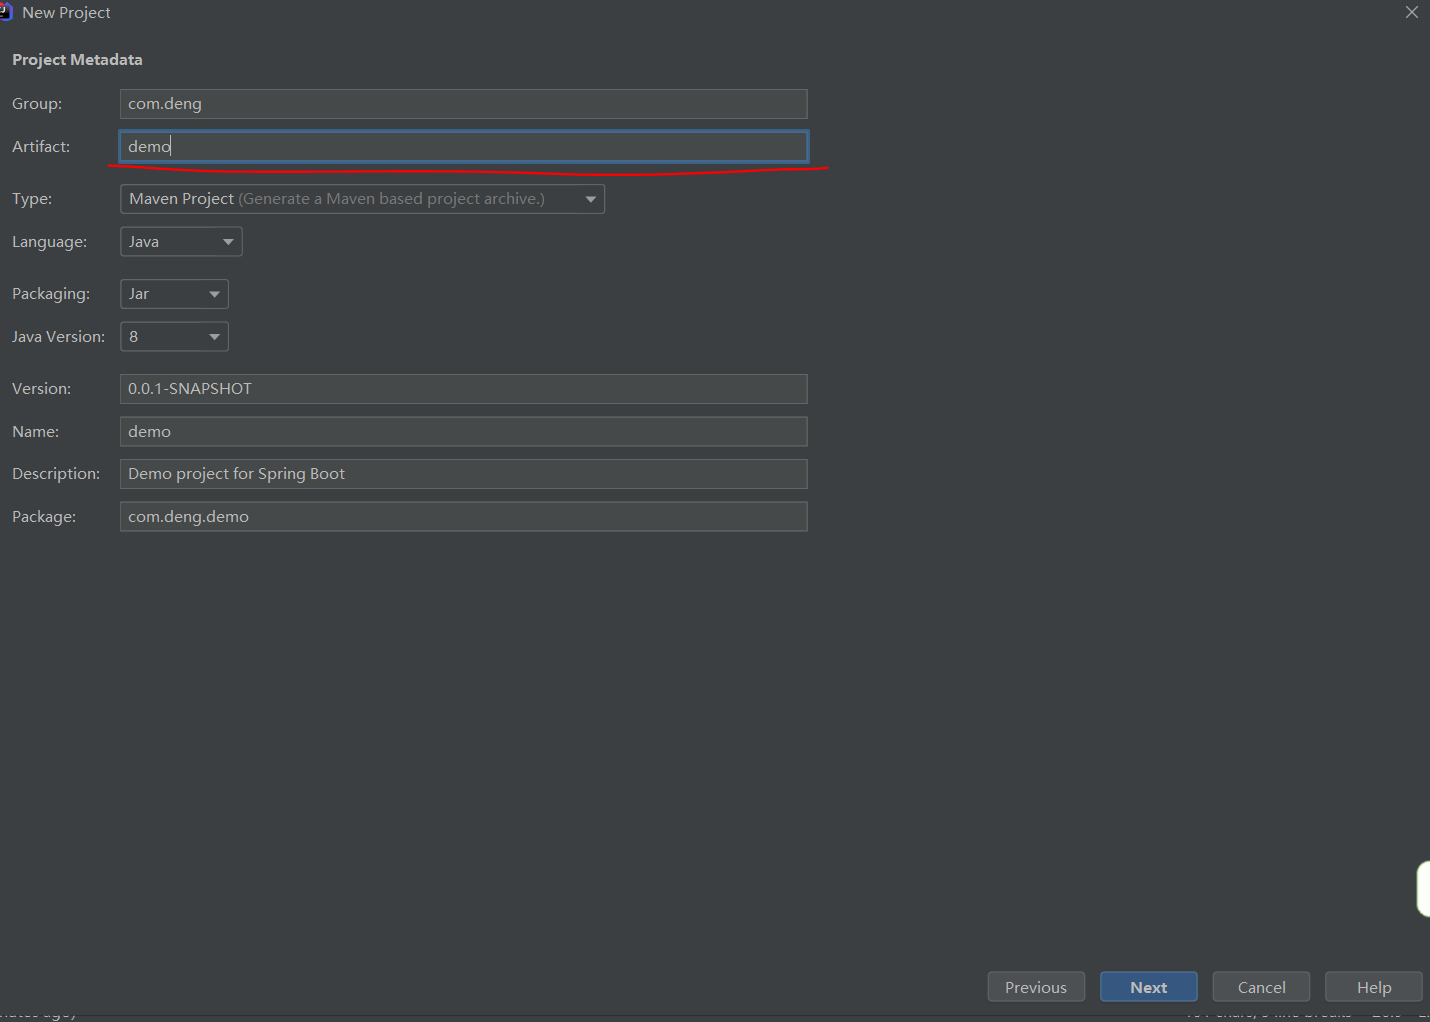 New Project
Project Metadata
Group: com.deng
Artifact: demo
Type: Maven Project (Generate a Maven based project archive.)
Language: Java
Packaging: Jar
Java Version: 8
Version: 0.0.1-SNAPSHOT
Name: demo
Description: Demo project for Spring Boot
Package: com.deng.demo
Previous Next Cancel Help